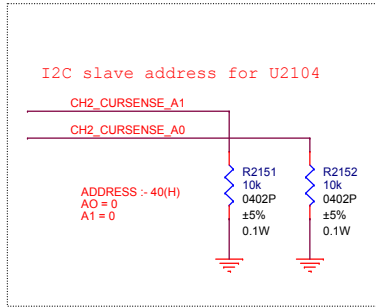 I2C slave address for U2104
CH2_CURSENSE_A1
CH2_CURSENSE_A0
ADDRESS :- 40(H)
AO = 0
A1 = 0
R2151
10k
0402P
±5%
0.1W
R2152
10k
0402P
±5%
0.1W